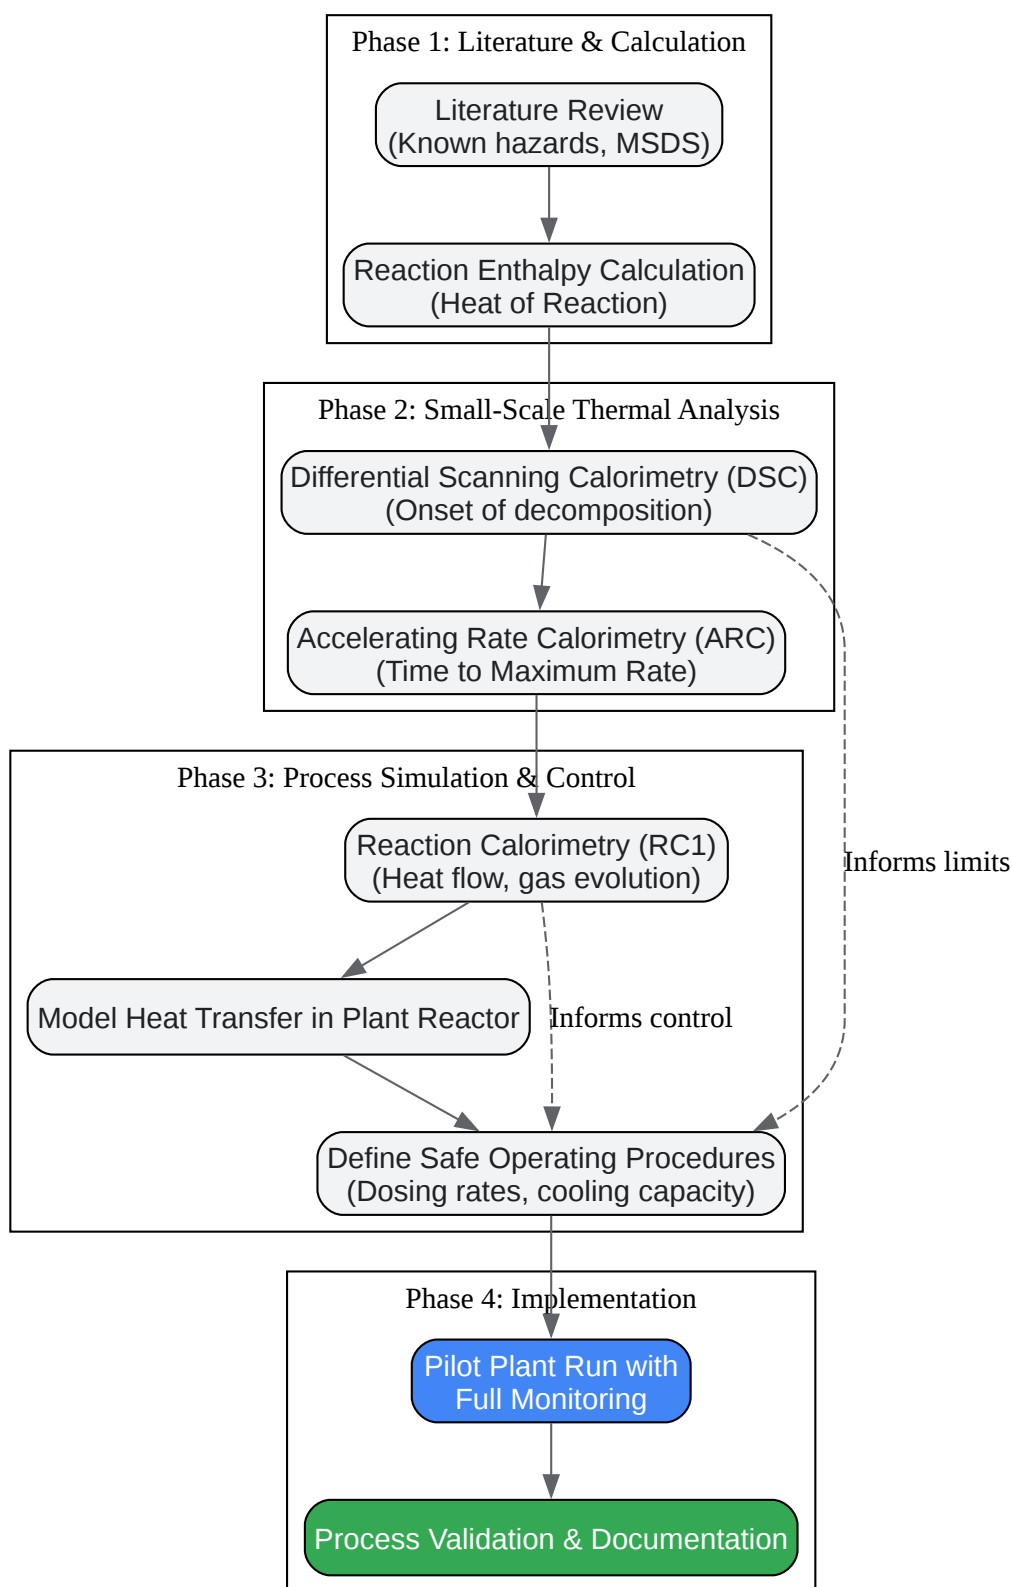 Phase 1: Literature & Calculation
Literature Review
(Known hazards, MSDS)
Reaction Enthalpy Calculation
(Heat of Reaction)
Phase 2: Small-Scale Thermal Analysis
Differential Scanning Calorimetry (DSC)
(Onset of decomposition)
Accelerating Rate Calorimetry (ARC)
(Time to Maximum Rate)
Phase 3: Process Simulation & Control
Reaction Calorimetry (RC1)
(Heat flow, gas evolution)
Informs limits
Model Heat Transfer in Plant Reactor
Informs control
Define Safe Operating Procedures
(Dosing rates, cooling capacity)
Phase 4: Implementation
Pilot Plant Run with
Full Monitoring
Process Validation & Documentation